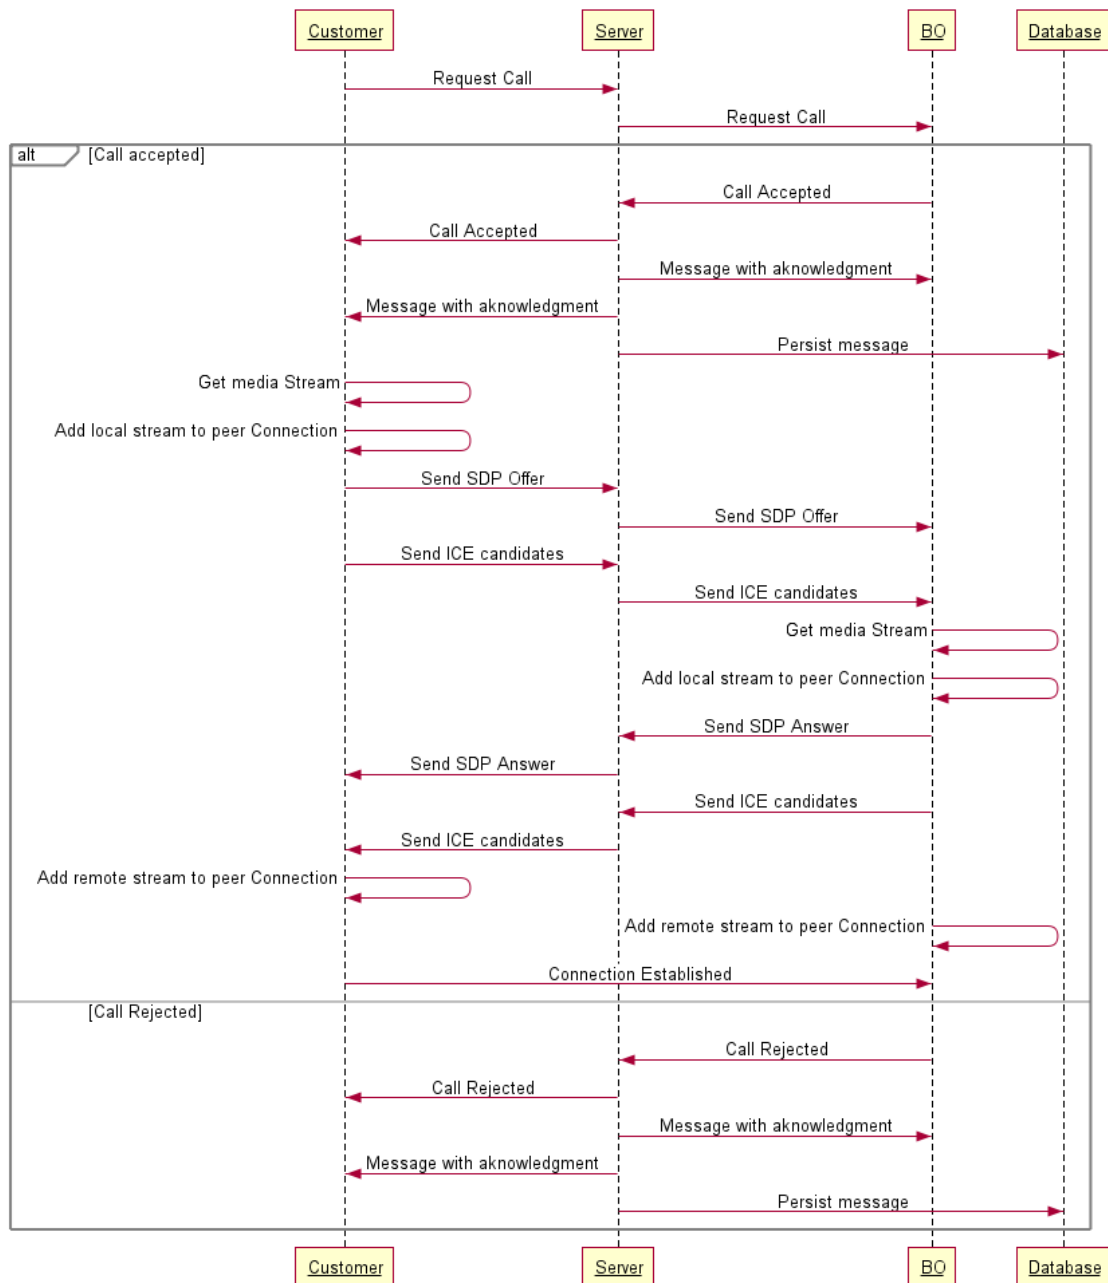 Customer Server BO Database
Request Call
Request Call
alt [Call accepted]
Call Accepted
Call Accepted
Message with aknowledgment
Message with aknowledgment
Persist message
Get media Stream
Add local stream to peer Connection
Send SDP Offer
Send SDP Offer
Send ICE candidates
Send ICE candidates
Get media Stream
Add local stream to peer Connection
Send SDP Answer
Send SDP Answer
Send ICE candidates
Send ICE candidates
Add remote stream to peer Connection
Add remote stream to peer Connection
Connection Established
[Call Rejected]
Call Rejected
Call Rejected
Message with aknowledgment
Message with aknowledgment
Persist message
Customer Server BO Database